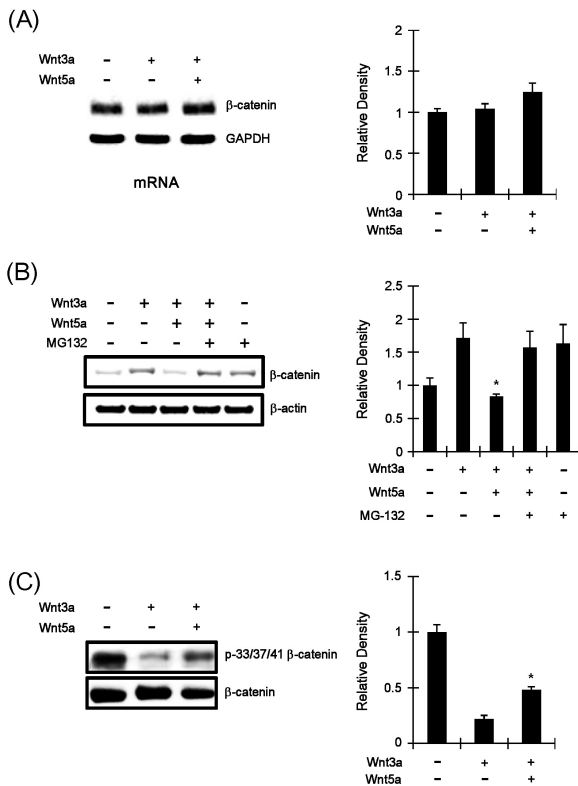 (A)
Wnt3a - + +
Wnt5a - - +
β-catenin
GAPDH
mRNA
Relative Density
2
1.5
1
1.5
0
Wnt3a - + +
Wnt5a - - +
(B)
Wnt3a - + + + -
Wnt5a - - + + -
MG132 - - - + +
β-catenin
β-actin
Relative Density
2.5
2
1.5
1
0.5
0
*
Wnt3a - + + + -
Wnt5a - - + + -
MG-132 - - - + +
(C)
Wnt3a - + +
Wnt5a - - +
p-33/37/41 β-catenin
β-catenin
Relative Density
1.5
1
0.5
0
*
Wnt3a - + +
Wnt5a - - +